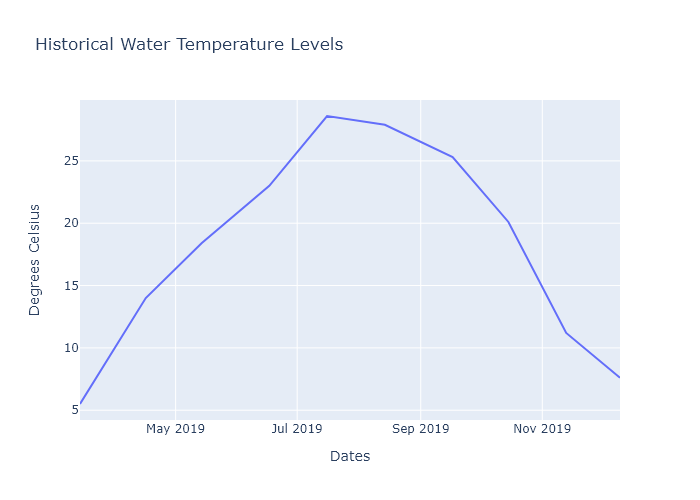 Historical Water Temperature Levels
25
20
15
10
5
Degrees Celsius
May 2019
Jul 2019
Sep 2019
Nov 2019
Dates